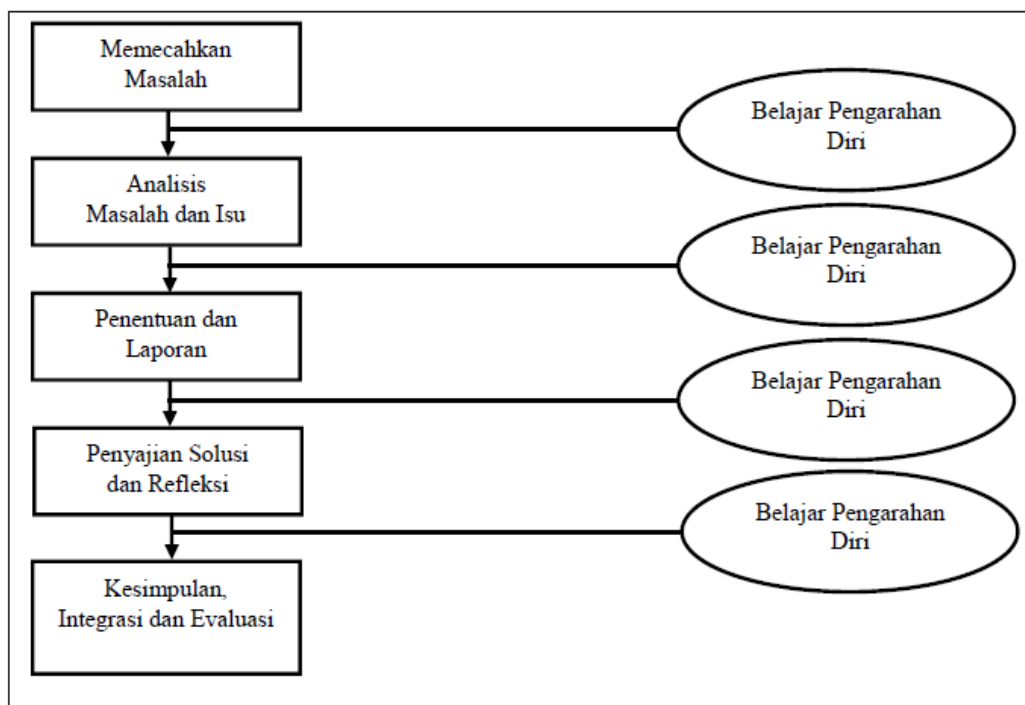 Memecahkan
Masalah
Belajar Pengarahan
Diri
Analisis
Masalah dan Isu
Belajar Pengarahan
Diri
Penentuan dan
Laporan
Belajar Pengarahan
Diri
Penyajian Solusi
dan Refleksi
Belajar Pengarahan
Diri
Kesimpulan,
Integrasi dan Evaluasi